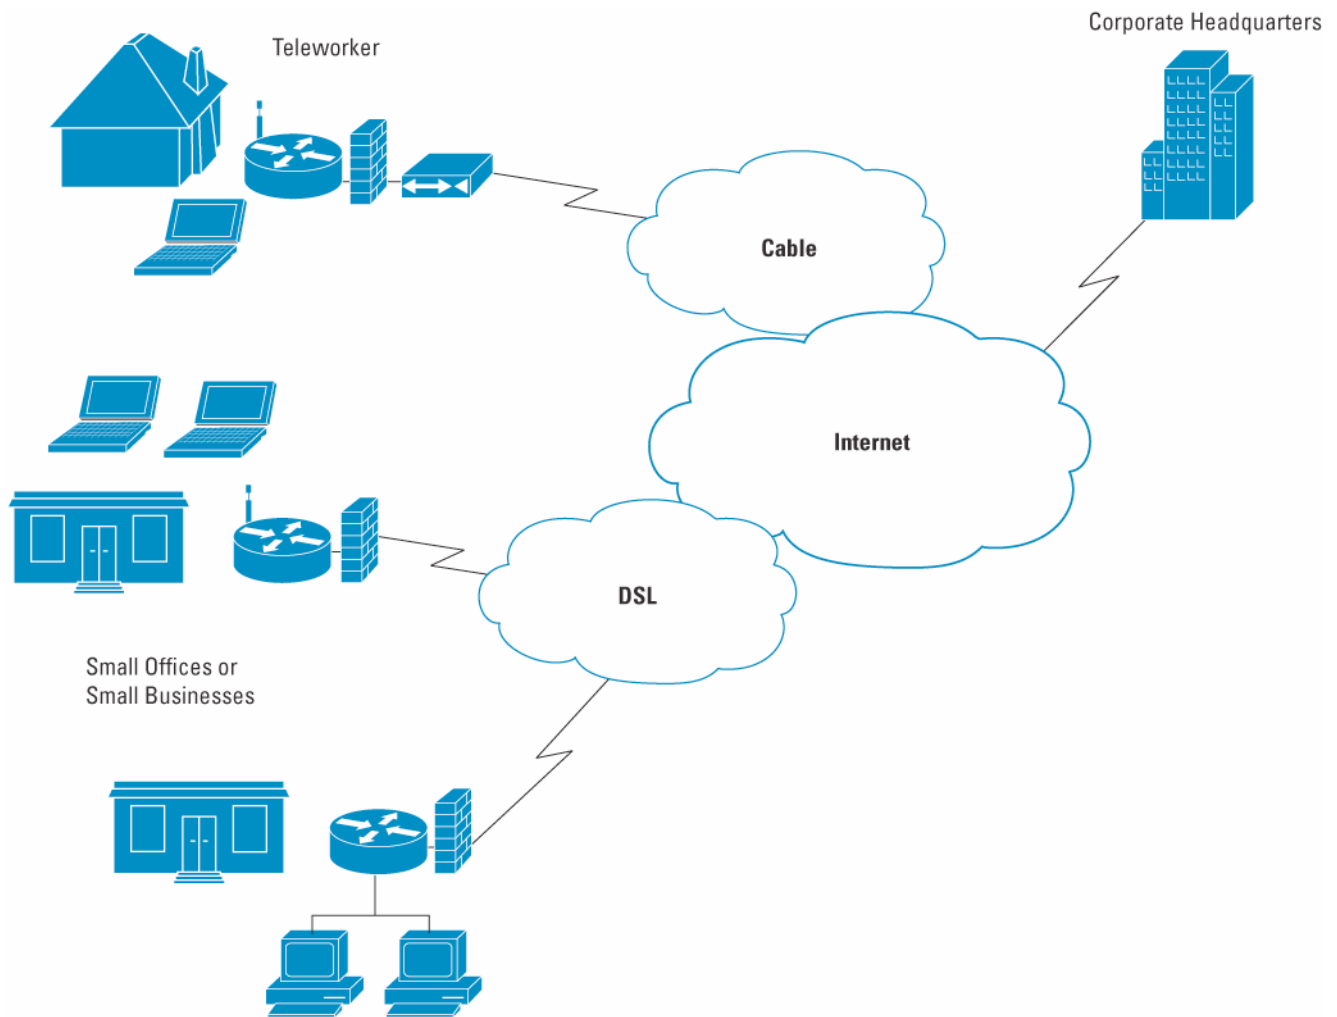 Corporate Headquarters
Teleworker
Cable
Internet
DSL
Small Offices or
Small Businesses